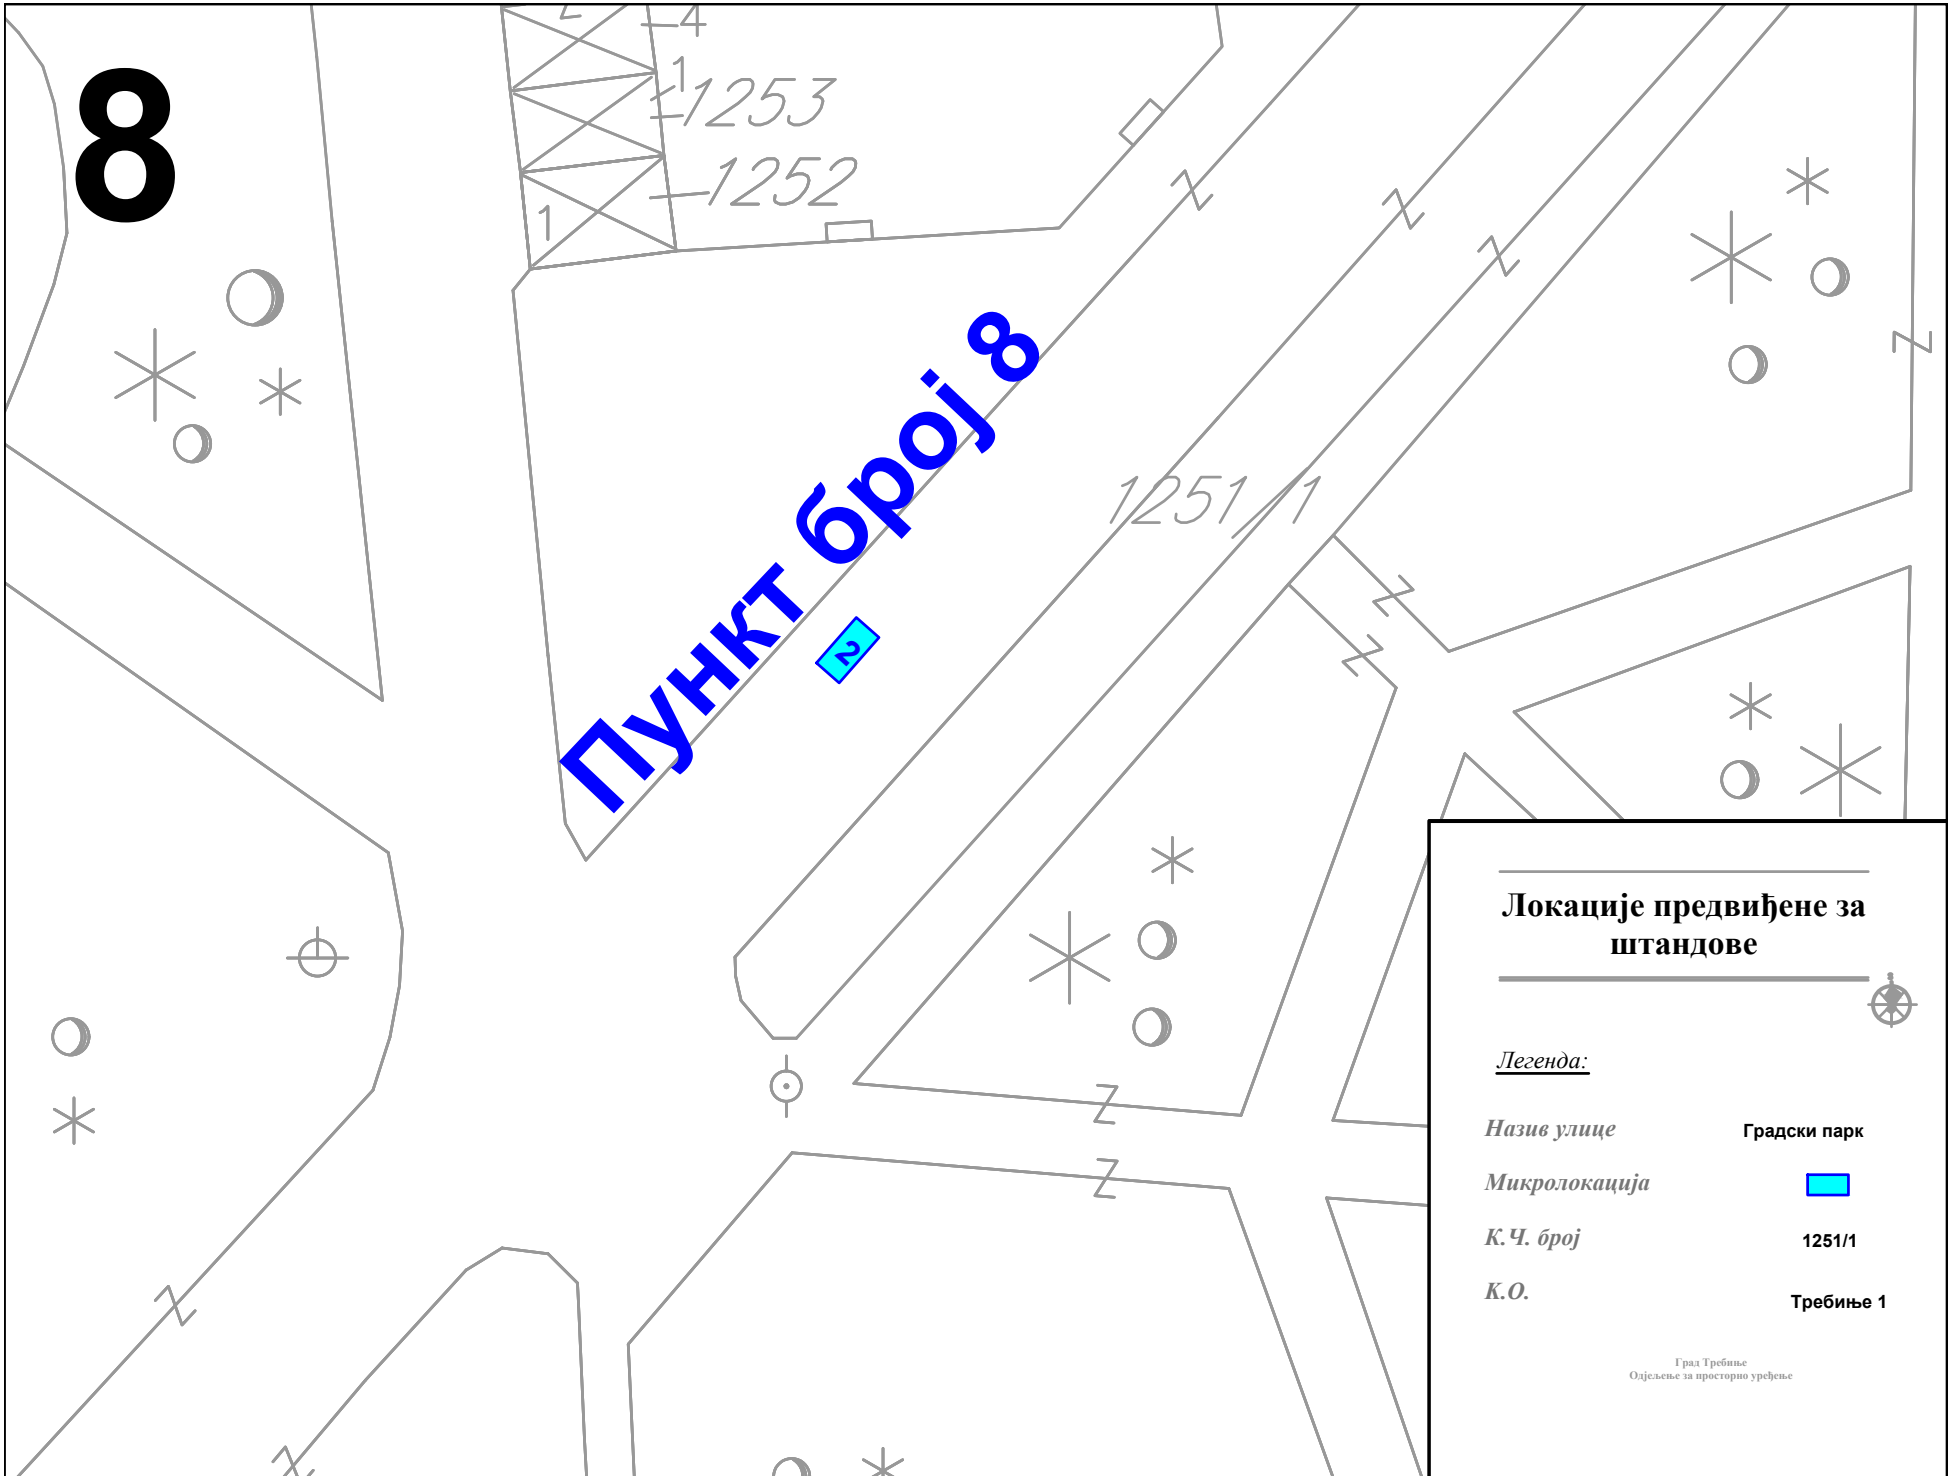 8
4
1
1253
1252
1
Пункт број 8
2
1251/1
Локације предвиђене за
штандове
Легенда:
Назив улице Градски парк
Микролокација
К.Ч. број 1251/1
К.О. Требиње 1
Град Требиње
Одјељење за просторно уређење